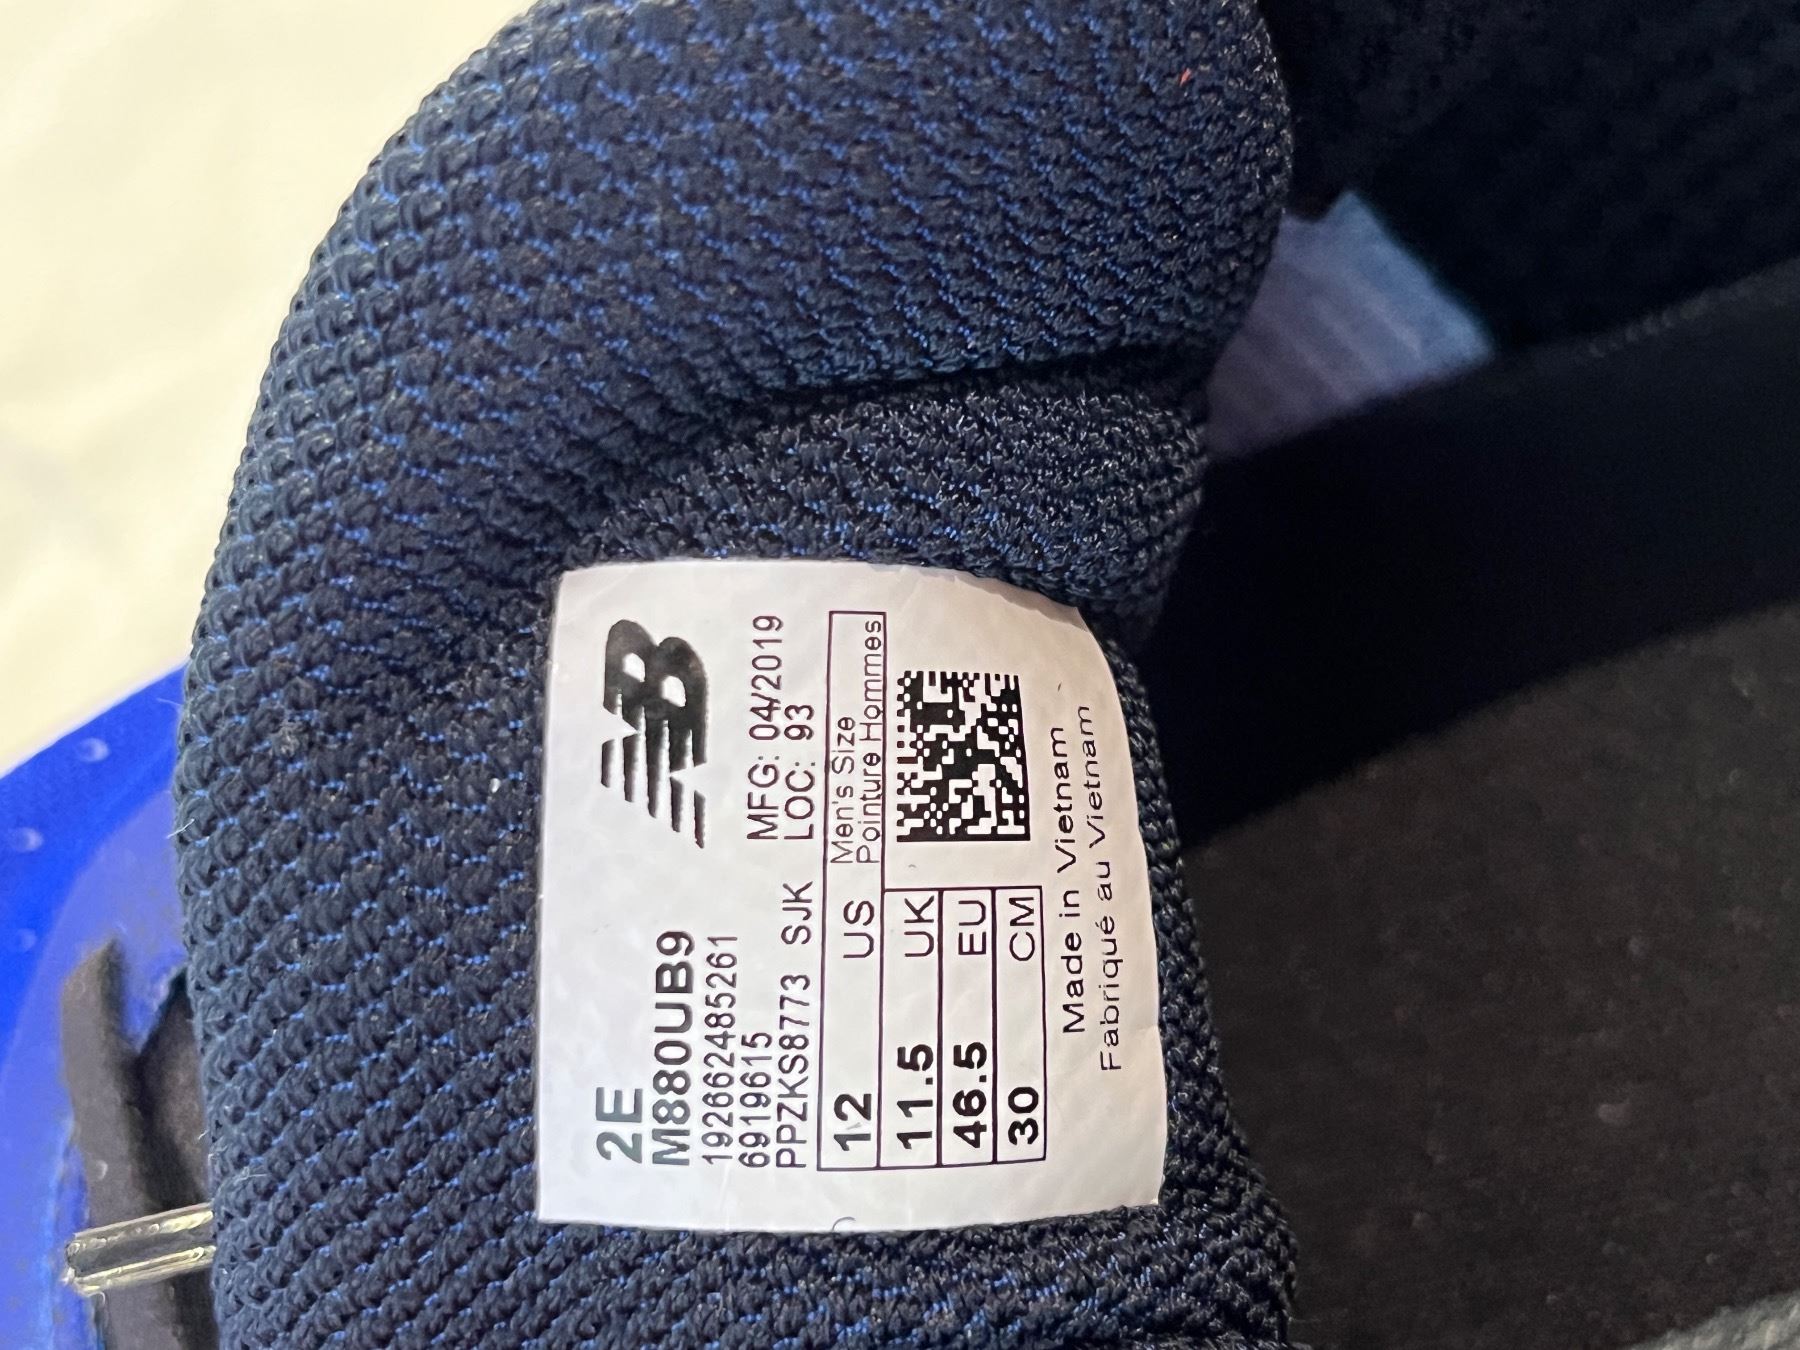 2E
M880UB9
192662485261
6919615 MFG: 04/2019
PPZKS8773 SJK LOC: 93
12 US Men's Size
Pointure Hommes
11.5 UK
46.5 EU
30 CM
Made in Vietnam
Fabriqué au Vietnam
NB